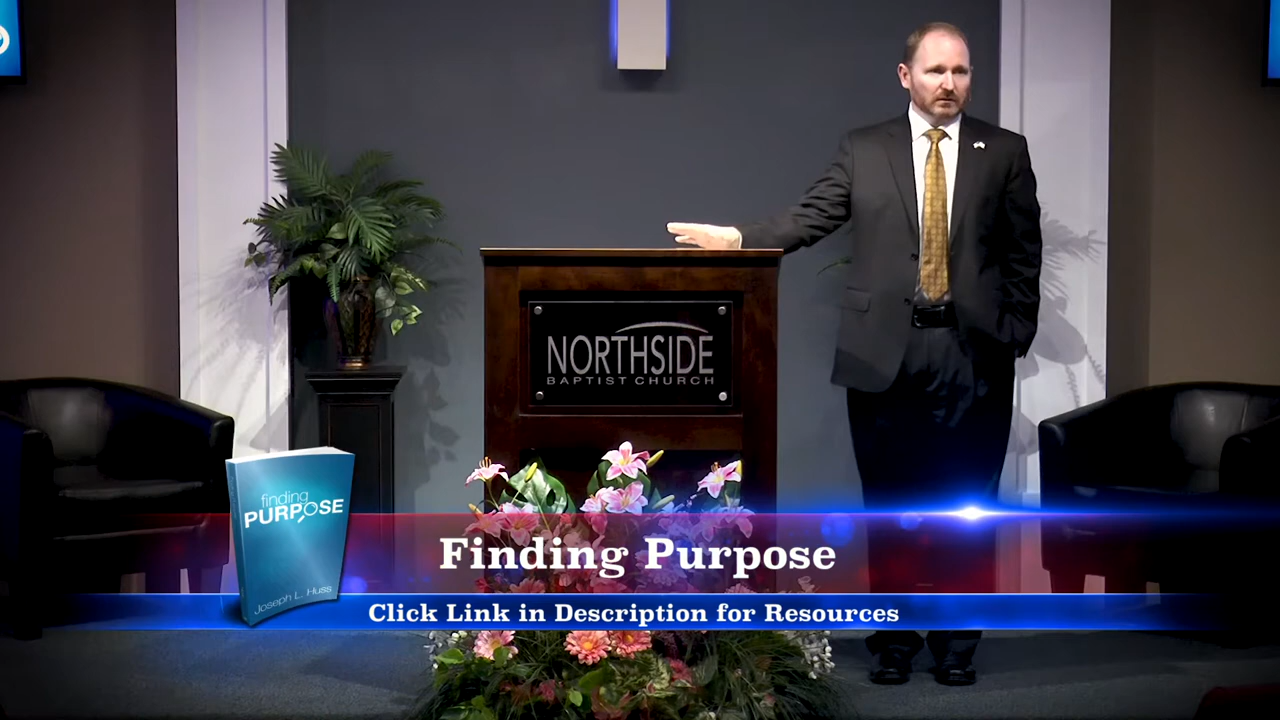 NORTHSIDE
BAPTIST CHURCH
finding
PURPOSE
Joseph L. Huss
Finding Purpose
Click Link in Description for Resources